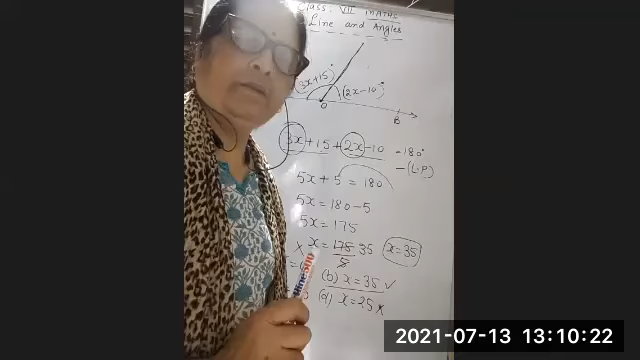 Class: VII MATHS
Line and Angles
(3x+15)° (2x-10)°
O B
3x+15+2x-10 = 180°
5x+5 = 180 -(L.P)
5x = 180-5
5x = 175
x = 175/5 35 x=35
(b) x=35 ✓
(d) x=25 x
2021-07-13 13:10:22